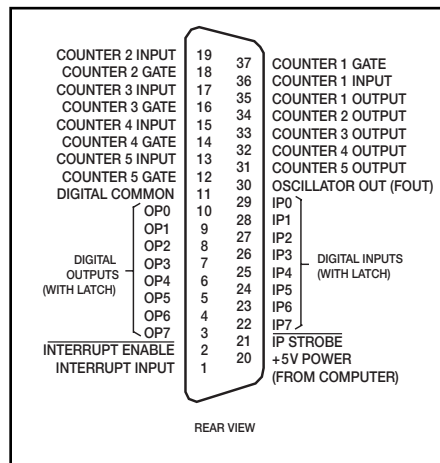 COUNTER 2 INPUT 19
COUNTER 2 GATE 18
COUNTER 3 INPUT 17
COUNTER 3 GATE 16
COUNTER 4 INPUT 15
COUNTER 4 GATE 14
COUNTER 5 INPUT 13
COUNTER 5 GATE 12
DIGITAL COMMON 11
OP0 10
OP1 9
OP2 8
OP3 7
OP4 6
OP5 5
OP6 4
OP7 3
DIGITAL
OUTPUTS
(WITH LATCH)
INTERRUPT ENABLE 2
INTERRUPT INPUT 1
37 COUNTER 1 GATE
36 COUNTER 1 INPUT
35 COUNTER 1 OUTPUT
34 COUNTER 2 OUTPUT
33 COUNTER 3 OUTPUT
32 COUNTER 4 OUTPUT
31 COUNTER 5 OUTPUT
30 OSCILLATOR OUT (FOUT)
29 IP0
28 IP1
27 IP2
26 IP3
25 IP4
24 IP5
23 IP6
22 IP7
DIGITAL INPUTS
(WITH LATCH)
21 IP STROBE
20 +5V POWER
(FROM COMPUTER)
REAR VIEW